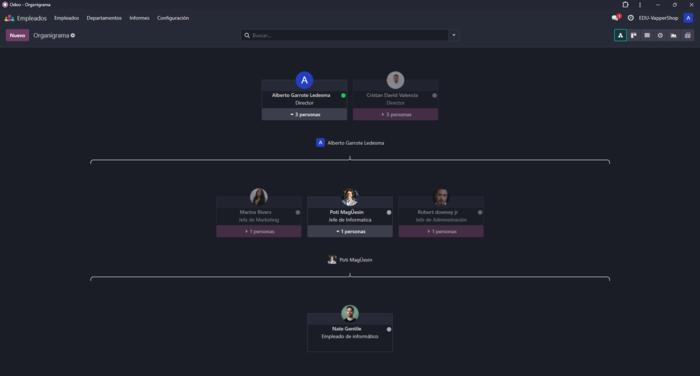 Odoo - Organigrama
Empleados Empleados Departamentos Informes Configuración EDU-VapperShop A
Nuevo Organigrama Buscar...
A
Alberto Garrote Ledesma
Director
3 personas
Cristian David Valencia
Director
3 personas
A Alberto Garrote Ledesma
Marina Rivero
Jefa de Marketing
1 personas
Poti MagÜesin
Jefe de Informatica
1 personas
Robert downey jr
Jefe de Administración
1 personas
Poti MagÜesin
Nate Gentile
Empleado de informático